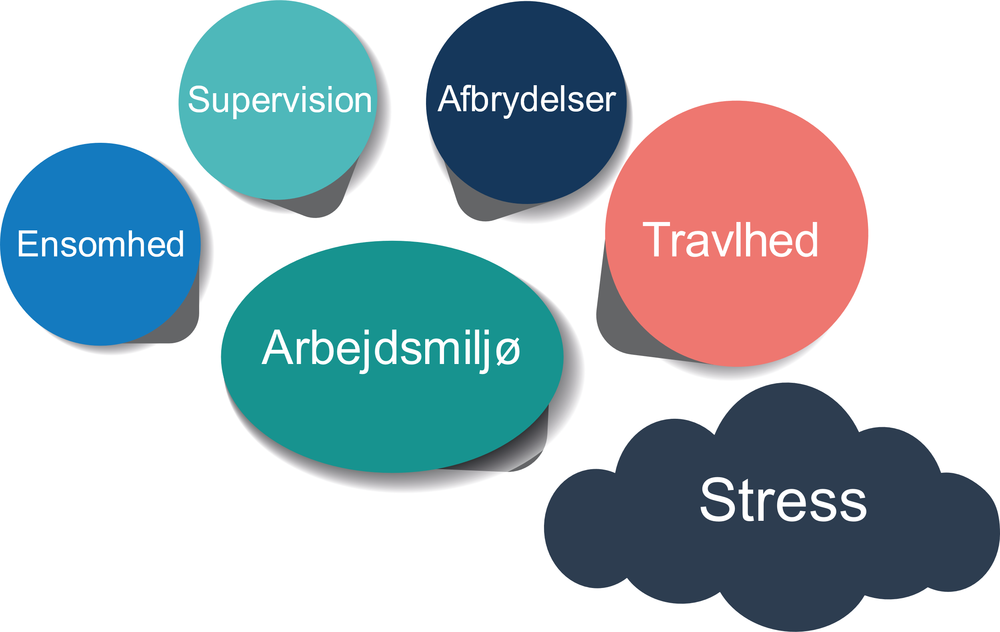 Supervision
Afbrydelser
Ensomhed
Travlhed
Arbejdsmiljø
Stress